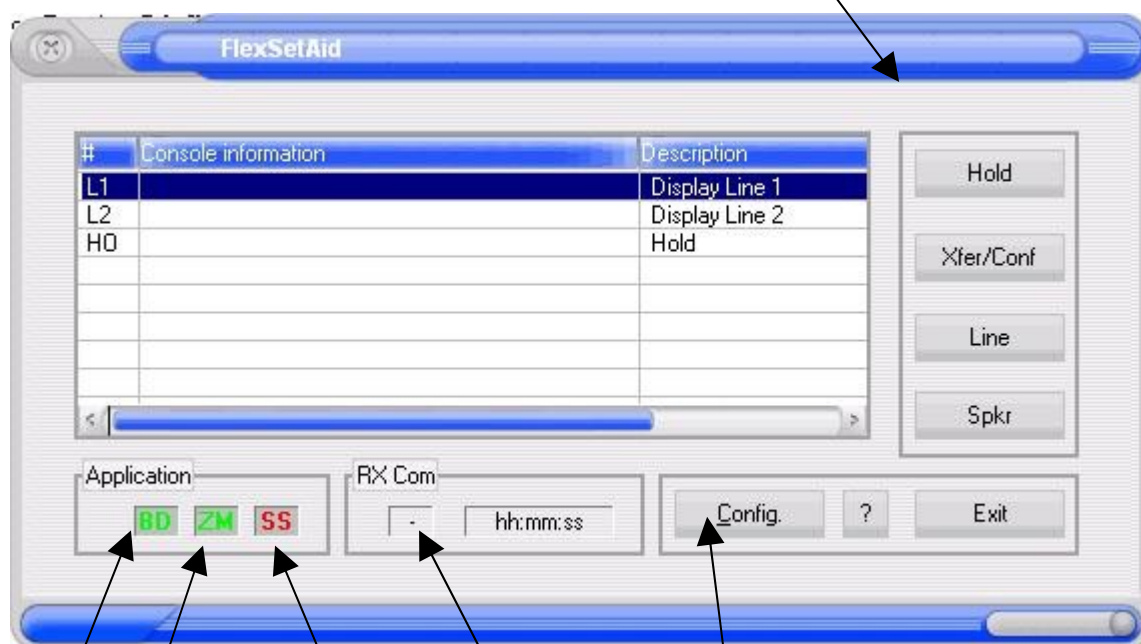 FlexSetAid
# Console information Description
L1 Display Line 1
L2 Display Line 2
HO Hold
Hold
Xfer/Conf
Line
Spkr
Application
BD ZM SS
RX Com
- hh:mm:ss
Config. ? Exit